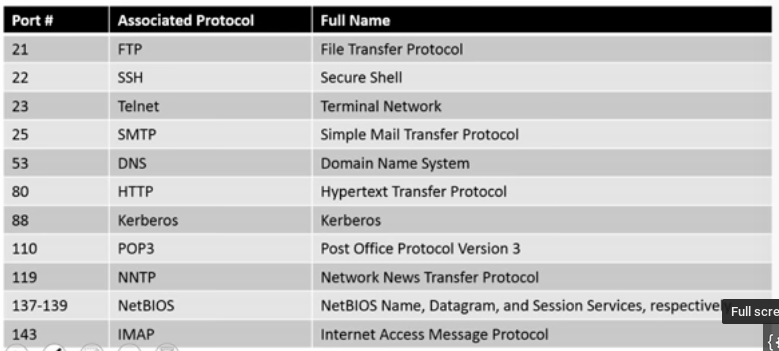 Port # Associated Protocol Full Name
21 FTP File Transfer Protocol
22 SSH Secure Shell
23 Telnet Terminal Network
25 SMTP Simple Mail Transfer Protocol
53 DNS Domain Name System
80 HTTP Hypertext Transfer Protocol
88 Kerberos Kerberos
110 POP3 Post Office Protocol Version 3
119 NNTP Network News Transfer Protocol
137-139 NetBIOS NetBIOS Name, Datagram, and Session Services, respectivel
Full scre
143 IMAP Internet Access Message Protocol